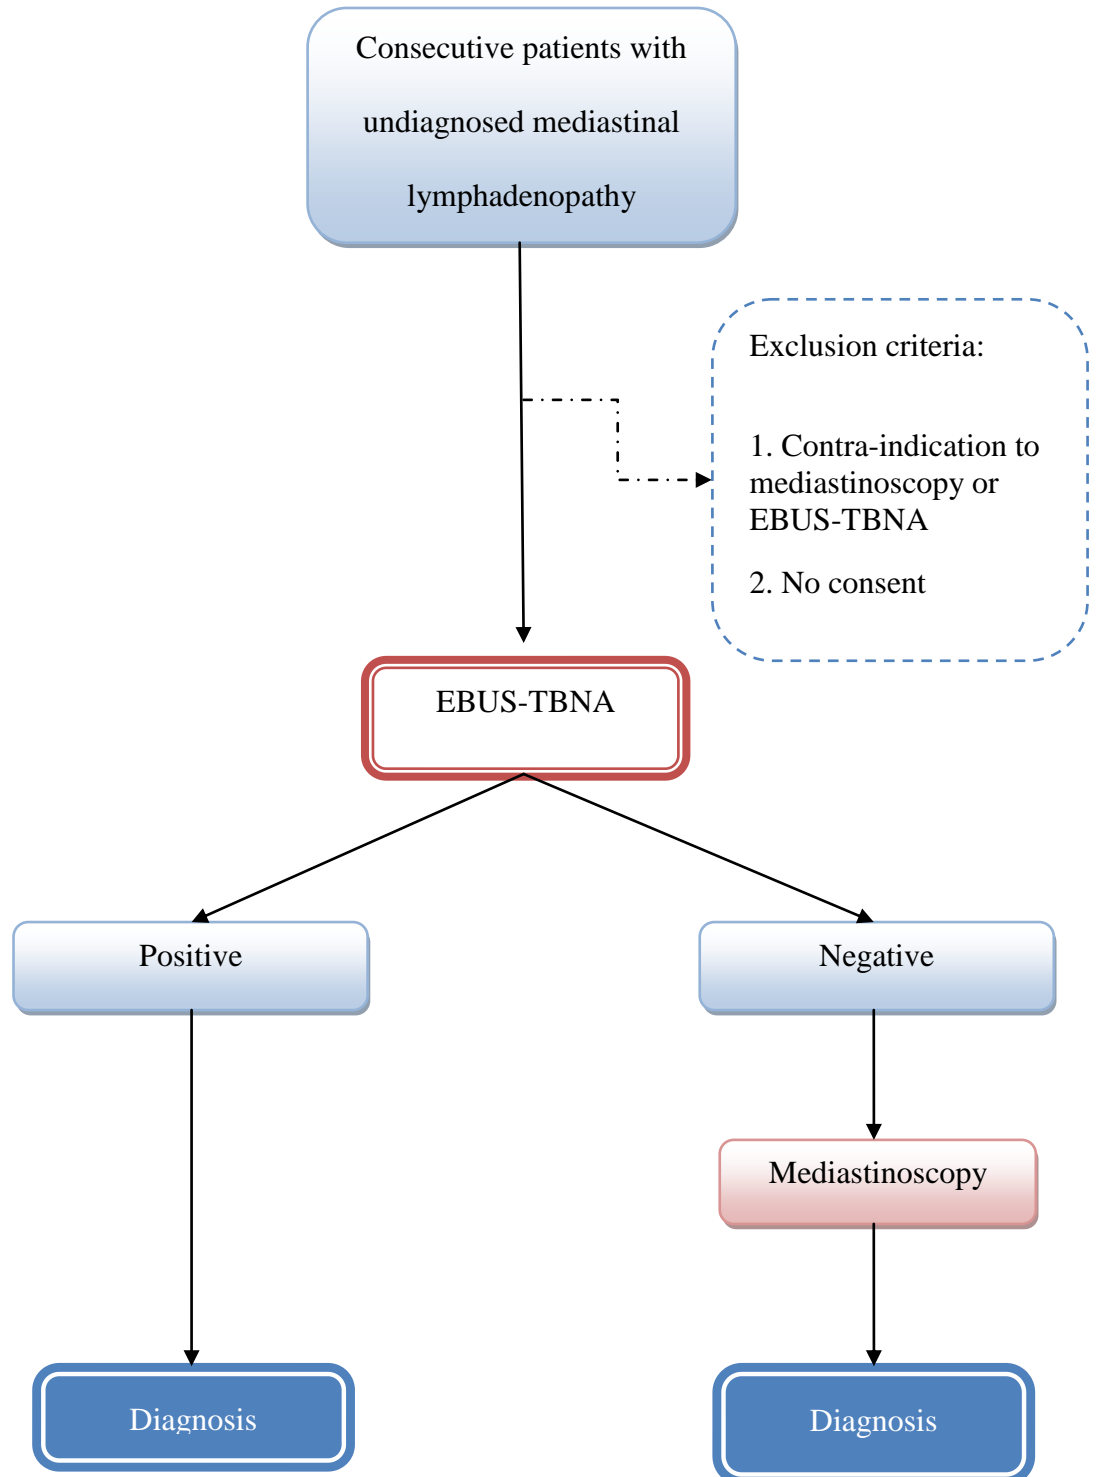 Consecutive patients with
undiagnosed mediastinal
lymphadenopathy
Exclusion criteria:
1. Contra-indication to
mediastinoscopy or
EBUS-TBNA
2. No consent
EBUS-TBNA
Positive
Negative
Mediastinoscopy
Diagnosis
Diagnosis